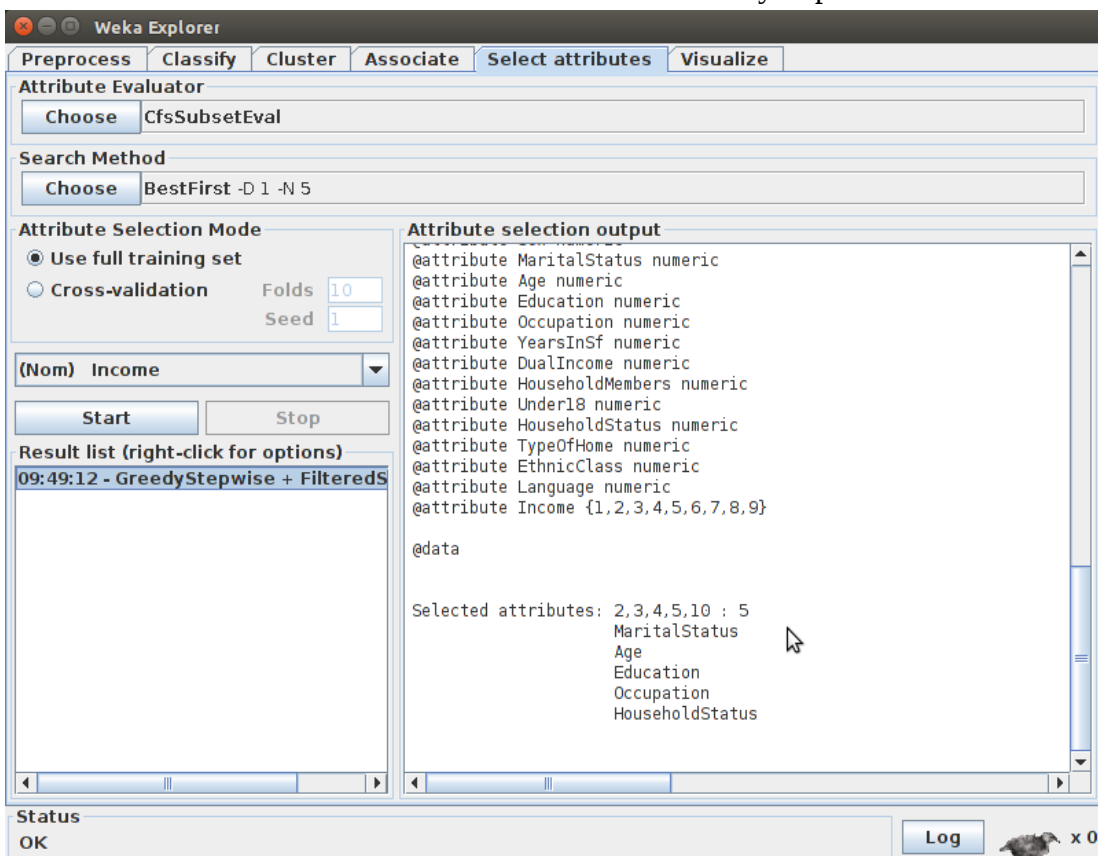 Weka Explorer
Preprocess Classify Cluster Associate Select attributes Visualize
Attribute Evaluator
Choose CfsSubsetEval
Search Method
Choose BestFirst -D 1 -N 5
Attribute Selection Mode
Use full training set
Cross-validation Folds 10
Seed 1
(Nom) Income
Start Stop
Result list (right-click for options)
09:49:12 - GreedyStepwise + FilteredS
Attribute selection output
@attribute MaritalStatus numeric
@attribute Age numeric
@attribute Education numeric
@attribute Occupation numeric
@attribute YearsInSf numeric
@attribute DualIncome numeric
@attribute HouseholdMembers numeric
@attribute Under18 numeric
@attribute HouseholdStatus numeric
@attribute TypeOfHome numeric
@attribute EthnicClass numeric
@attribute Language numeric
@attribute Income {1,2,3,4,5,6,7,8,9}
@data
Selected attributes: 2,3,4,5,10 : 5
MaritalStatus
Age
Education
Occupation
HouseholdStatus
Status
OK
Log x 0